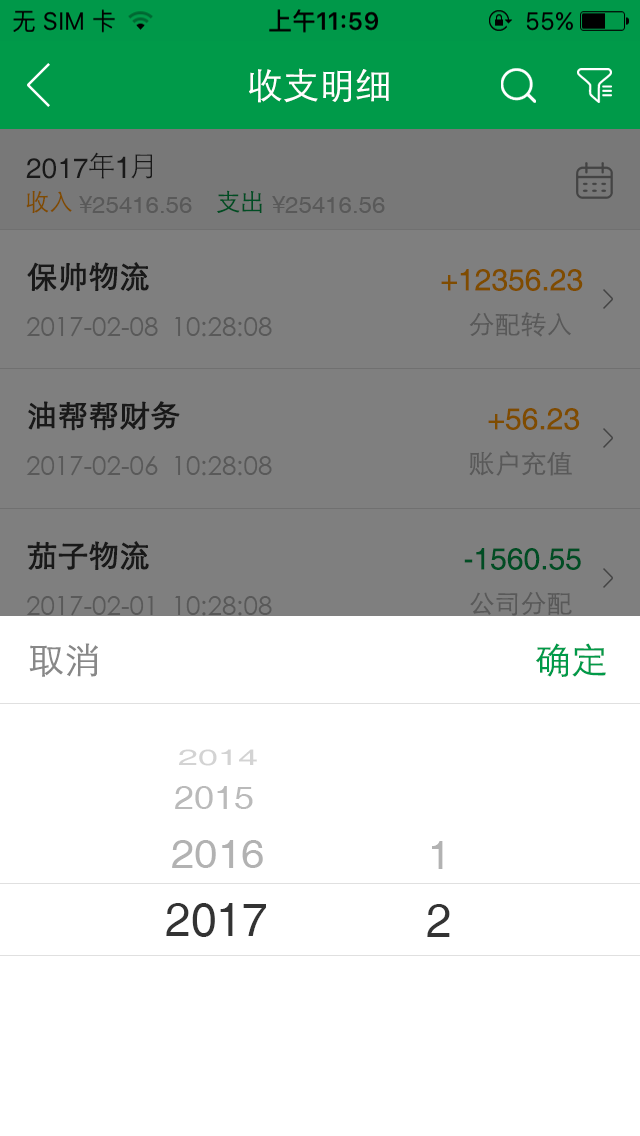 无 SIM 卡 上午11:59 55%
收支明细
2017年1月
收入 ¥25416.56 支出 ¥25416.56
保帅物流 +12356.23
2017-02-08 10:28:08 分配转入
油帮帮财务 +56.23
2017-02-06 10:28:08 账户充值
茄子物流 -1560.55
2017-02-01 10:28:08 公司分配
取消 确定
2014
2015
2016 1
2017 2